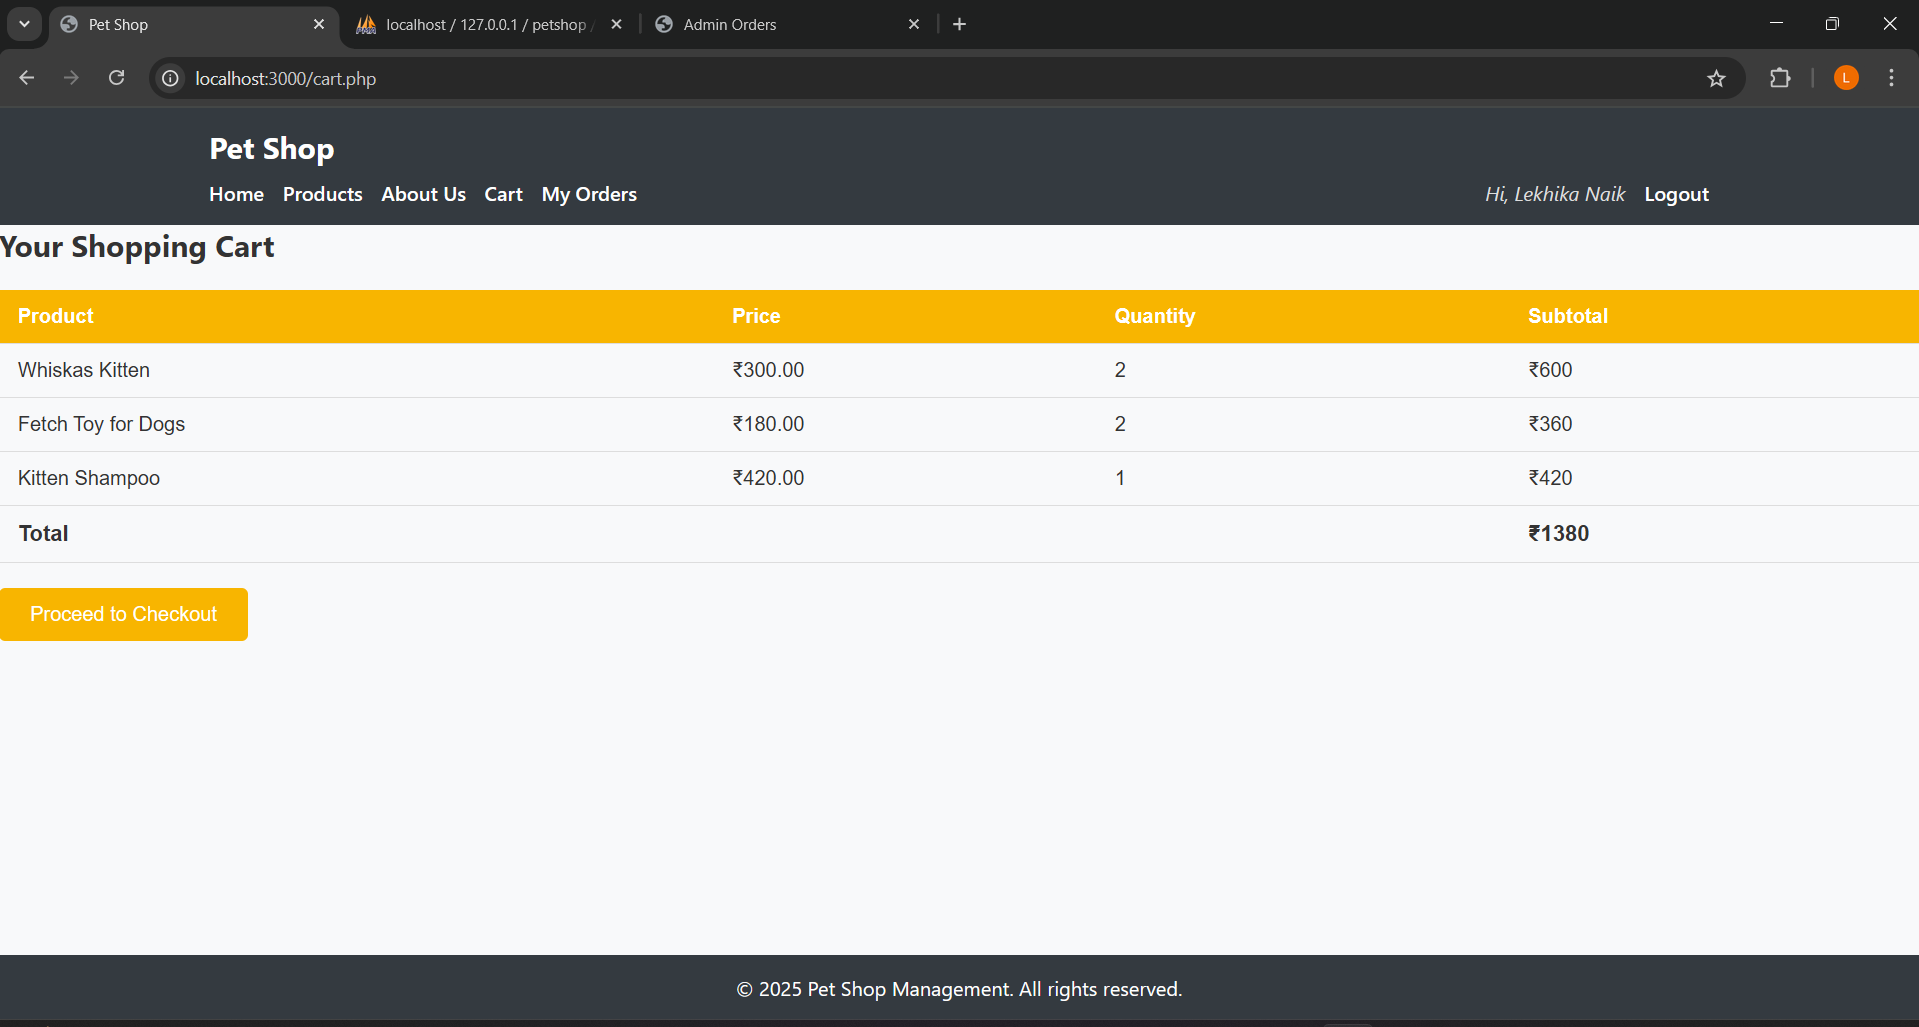 Pet Shop
localhost / 127.0.0.1 / petshop /
Admin Orders
localhost:3000/cart.php
L
Pet Shop
Home Products About Us Cart My Orders Hi, Lekhika Naik Logout
Your Shopping Cart
Product Price Quantity Subtotal
Whiskas Kitten ₹300.00 2 ₹600
Fetch Toy for Dogs ₹180.00 2 ₹360
Kitten Shampoo ₹420.00 1 ₹420
Total ₹1380
Proceed to Checkout
© 2025 Pet Shop Management. All rights reserved.